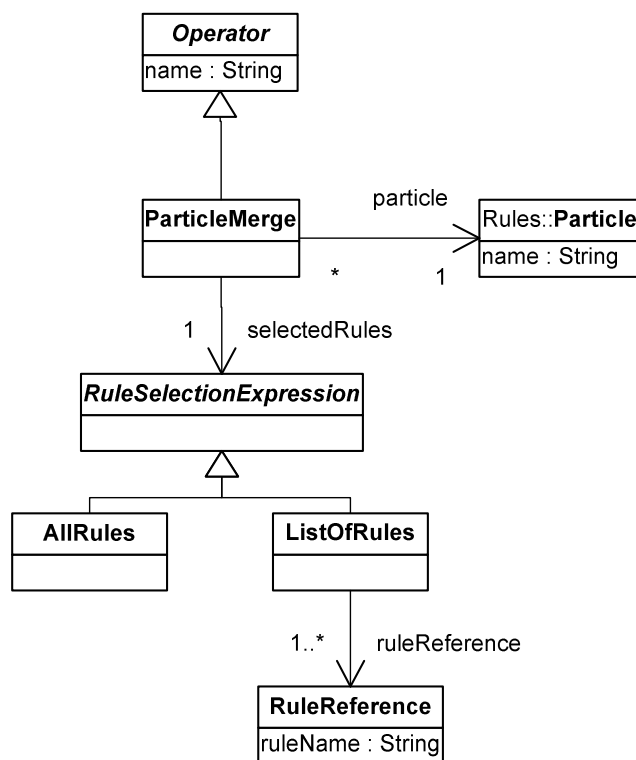 Operator
name : String
particle
ParticleMerge
Rules::Particle
name : String
*
1
1
selectedRules
RuleSelectionExpression
AllRules
ListOfRules
1..*
ruleReference
RuleReference
ruleName : String